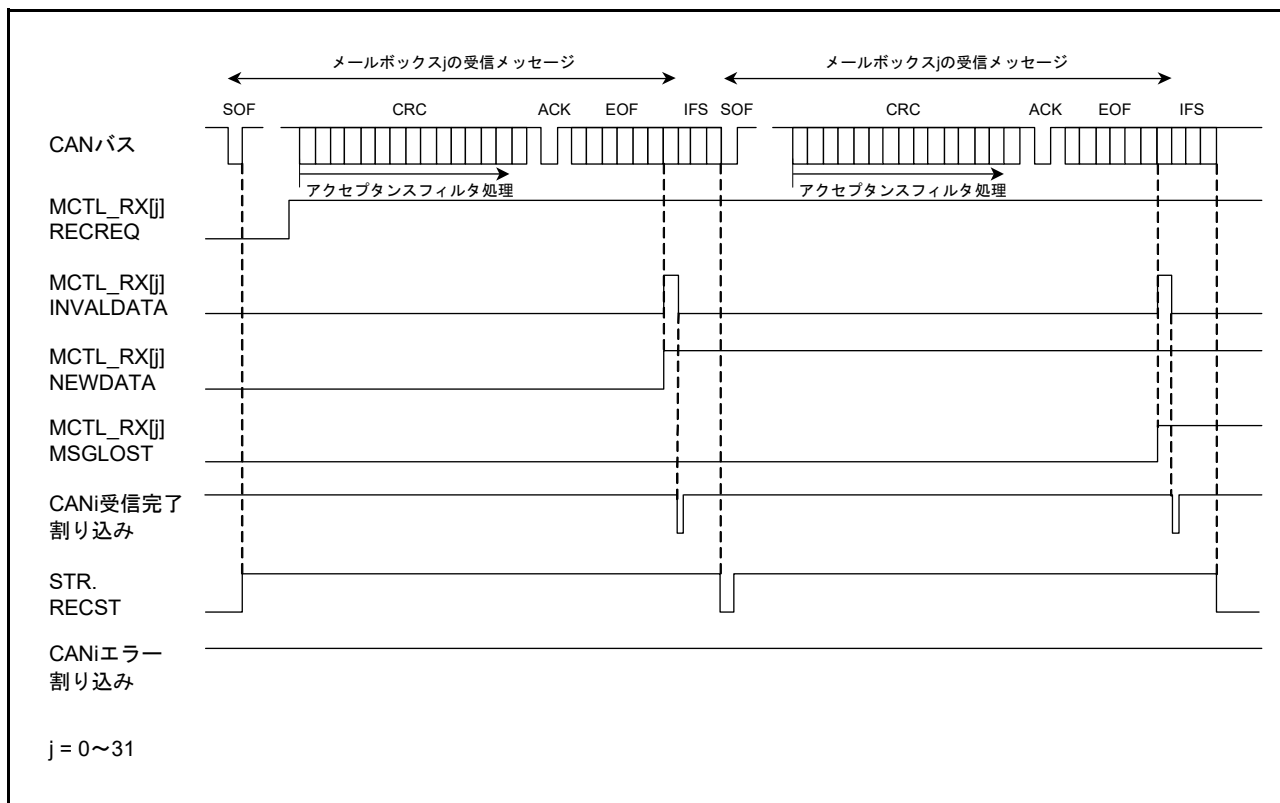 メールボックスjの受信メッセージ メールボックスjの受信メッセージ
SOF CRC ACK EOF IFS SOF CRC ACK EOF IFS
CANバス
アクセプタンスフィルタ処理 アクセプタンスフィルタ処理
MCTL_RX[j]
RECREQ
MCTL_RX[j]
INVALDATA
MCTL_RX[j]
NEWDATA
MCTL_RX[j]
MSGLOST
CANi受信完了
割り込み
STR.
RECST
CANiエラー
割り込み
j = 0～31